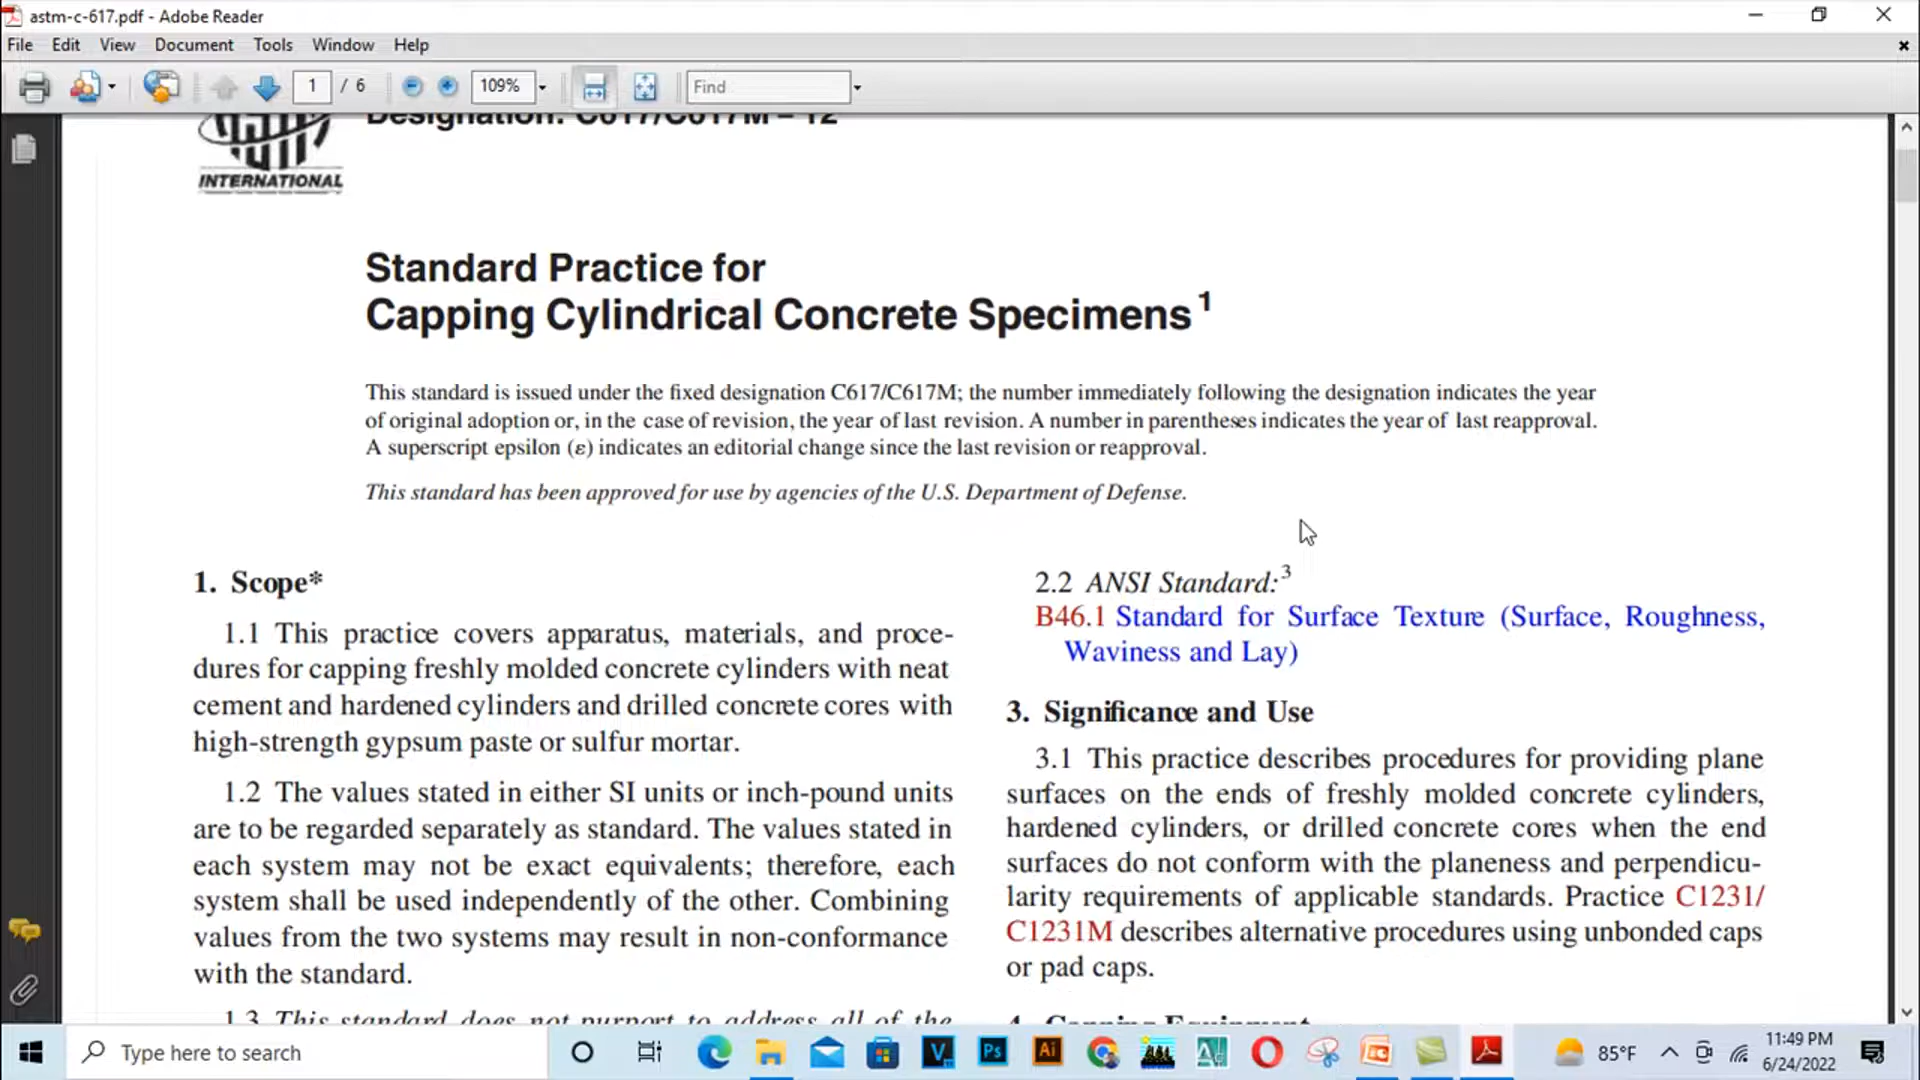 astm-c-617.pdf - Adobe Reader
File Edit View Document Tools Window Help
1 / 6 109% Find
Designation: C617/C617M – 12
INTERNATIONAL
Standard Practice for
Capping Cylindrical Concrete Specimens1
This standard is issued under the fixed designation C617/C617M; the number immediately following the designation indicates the year
of original adoption or, in the case of revision, the year of last revision. A number in parentheses indicates the year of last reapproval.
A superscript epsilon (ε) indicates an editorial change since the last revision or reapproval.
This standard has been approved for use by agencies of the U.S. Department of Defense.
1. Scope*
1.1 This practice covers apparatus, materials, and proce-
dures for capping freshly molded concrete cylinders with neat
cement and hardened cylinders and drilled concrete cores with
high-strength gypsum paste or sulfur mortar.
1.2 The values stated in either SI units or inch-pound units
are to be regarded separately as standard. The values stated in
each system may not be exact equivalents; therefore, each
system shall be used independently of the other. Combining
values from the two systems may result in non-conformance
with the standard.
1.3 This standard does not purport to address all of the
2.2 ANSI Standard:3
B46.1 Standard for Surface Texture (Surface, Roughness,
Waviness and Lay)
3. Significance and Use
3.1 This practice describes procedures for providing plane
surfaces on the ends of freshly molded concrete cylinders,
hardened cylinders, or drilled concrete cores when the end
surfaces do not conform with the planeness and perpendicu-
larity requirements of applicable standards. Practice C1231/
C1231M describes alternative procedures using unbonded caps
or pad caps.
4. Capping Equipment
Type here to search
V Ps Ai
85°F
11:49 PM
6/24/2022